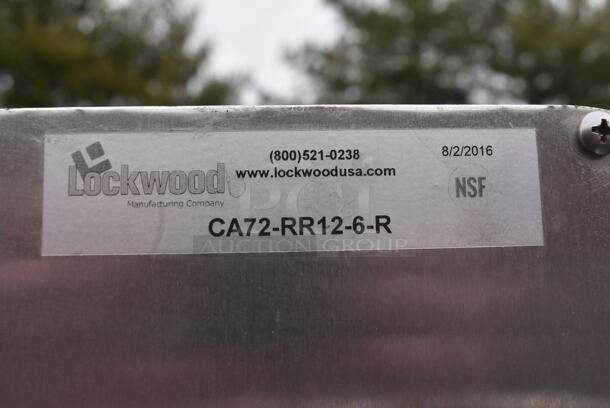 Lockwood
Manufacturing Company
(800)521-0238
www.lockwoodusa.com
8/2/2016
NSF
CA72-RR12-6-R
PCI
AUCTION GROUP